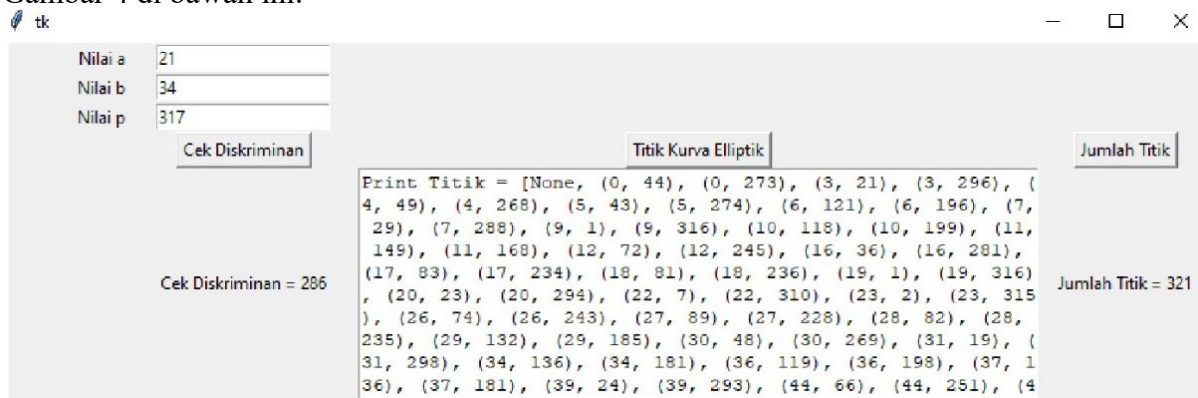 Gambar 4 di bawah ini.
tk
Nilai a 21
Nilai b 34
Nilai p 317
Cek Diskriminan Titik Kurva Elliptik Jumlah Titik
Print Titik = [None, (0, 44), (0, 273), (3, 21), (3, 296), (
4, 49), (4, 268), (5, 43), (5, 274), (6, 121), (6, 196), (7,
29), (7, 288), (9, 1), (9, 316), (10, 118), (10, 199), (11,
149), (11, 168), (12, 72), (12, 245), (16, 36), (16, 281),
(17, 83), (17, 234), (18, 81), (18, 236), (19, 1), (19, 316)
Cek Diskriminan = 286
, (20, 23), (20, 294), (22, 7), (22, 310), (23, 2), (23, 315
Jumlah Titik = 321
), (26, 74), (26, 243), (27, 89), (27, 228), (28, 82), (28,
235), (29, 132), (29, 185), (30, 48), (30, 269), (31, 19), (
31, 298), (34, 136), (34, 181), (36, 119), (36, 198), (37, 1
36), (37, 181), (39, 24), (39, 293), (44, 66), (44, 251), (4